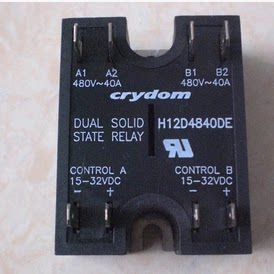 A1 A2 B1 B2
480V~40A 480V~40A
crydom
DUAL SOLID H12D4840DE
STATE RELAY
CONTROL A CONTROL B
15-32VDC 15-32VDC
- + - +